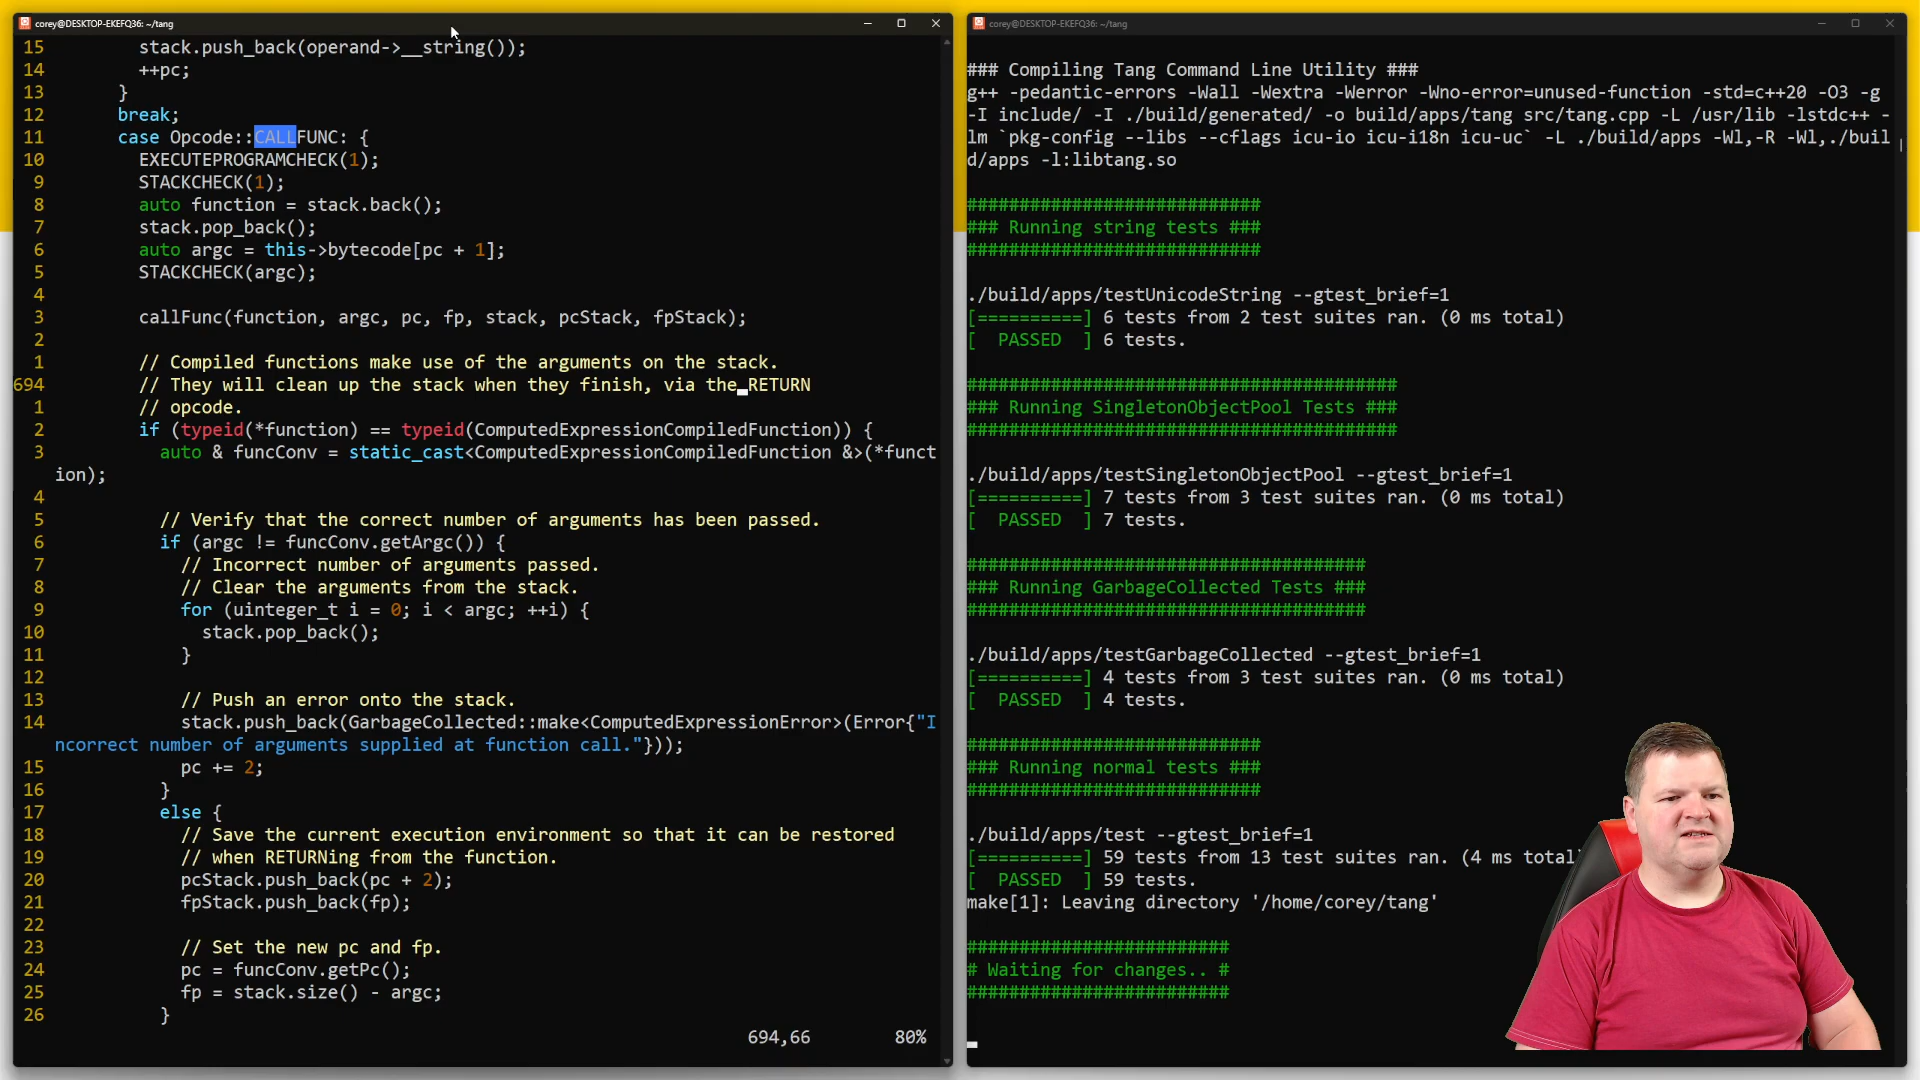 corey@DESKTOP-EKEFQ36: ~/tang
15 stack.push_back(operand->__string());
14 ++pc;
13 }
12 break;
11 case Opcode::CALLFUNC: {
10 EXECUTEPROGRAMCHECK(1);
9 STACKCHECK(1);
8 auto function = stack.back();
7 stack.pop_back();
6 auto argc = this->bytecode[pc + 1];
5 STACKCHECK(argc);
4
3 callFunc(function, argc, pc, fp, stack, pcStack, fpStack);
2
1 // Compiled functions make use of the arguments on the stack.
694 // They will clean up the stack when they finish, via the RETURN
1 // opcode.
2 if (typeid(*function) == typeid(ComputedExpressionCompiledFunction)) {
3 auto & funcConv = static_cast<ComputedExpressionCompiledFunction &>(*funct
ion);
4
5 // Verify that the correct number of arguments has been passed.
6 if (argc != funcConv.getArgc()) {
7 // Incorrect number of arguments passed.
8 // Clear the arguments from the stack.
9 for (uinteger_t i = 0; i < argc; ++i) {
10 stack.pop_back();
11 }
12
13 // Push an error onto the stack.
14 stack.push_back(GarbageCollected::make<ComputedExpressionError>(Error{"I
ncorrect number of arguments supplied at function call."}));
15 pc += 2;
16 }
17 else {
18 // Save the current execution environment so that it can be restored
19 // when RETURNing from the function.
20 pcStack.push_back(pc + 2);
21 fpStack.push_back(fp);
22
23 // Set the new pc and fp.
24 pc = funcConv.getPc();
25 fp = stack.size() - argc;
26 }
694,66 80%
corey@DESKTOP-EKEFQ36: ~/tang
### Compiling Tang Command Line Utility ###
g++ -pedantic-errors -Wall -Wextra -Werror -Wno-error=unused-function -std=c++20 -O3 -g
-I include/ -I ./build/generated/ -o build/apps/tang src/tang.cpp -L /usr/lib -lstdc++ -
lm `pkg-config --libs --cflags icu-io icu-i18n icu-uc` -L ./build/apps -Wl,-R -Wl,./buil
d/apps -l:libtang.so
############################
### Running string tests ###
############################
./build/apps/testUnicodeString --gtest_brief=1
[==========] 6 tests from 2 test suites ran. (0 ms total)
[  PASSED  ] 6 tests.
#########################################
### Running SingletonObjectPool Tests ###
#########################################
./build/apps/testSingletonObjectPool --gtest_brief=1
[==========] 7 tests from 3 test suites ran. (0 ms total)
[  PASSED  ] 7 tests.
######################################
### Running GarbageCollected Tests ###
######################################
./build/apps/testGarbageCollected --gtest_brief=1
[==========] 4 tests from 3 test suites ran. (0 ms total)
[  PASSED  ] 4 tests.
############################
### Running normal tests ###
############################
./build/apps/test --gtest_brief=1
[==========] 59 tests from 13 test suites ran. (4 ms total
[  PASSED  ] 59 tests.
make[1]: Leaving directory '/home/corey/tang'
#########################
# Waiting for changes.. #
#########################